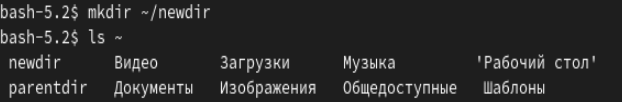 bash-5.2$ mkdir ~/newdir
bash-5.2$ ls ~
newdir Видео Загрузки Музыка 'Рабочий стол'
parentdir Документы Изображения Общедоступные Шаблоны